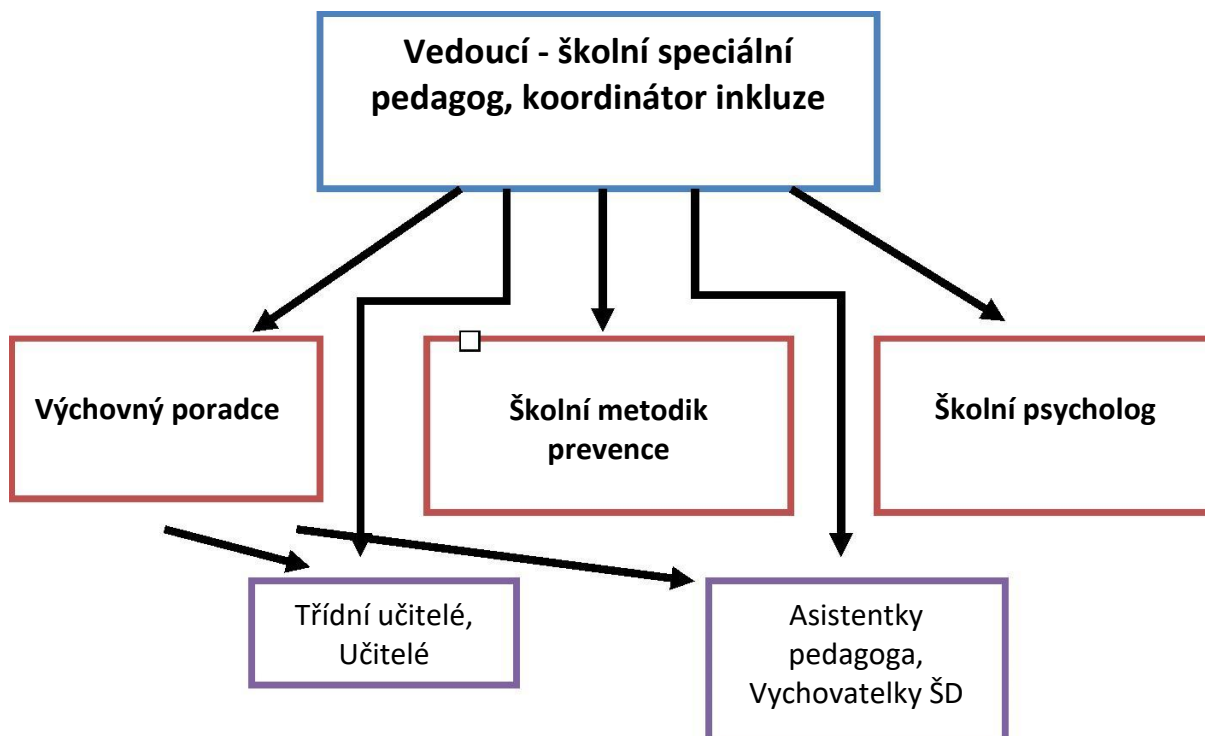 Vedoucí - školní speciální
pedagog, koordinátor inkluze
Výchovný poradce
Školní metodik
prevence
Školní psycholog
Třídní učitelé,
Učitelé
Asistentky
pedagoga,
Vychovatelky ŠD